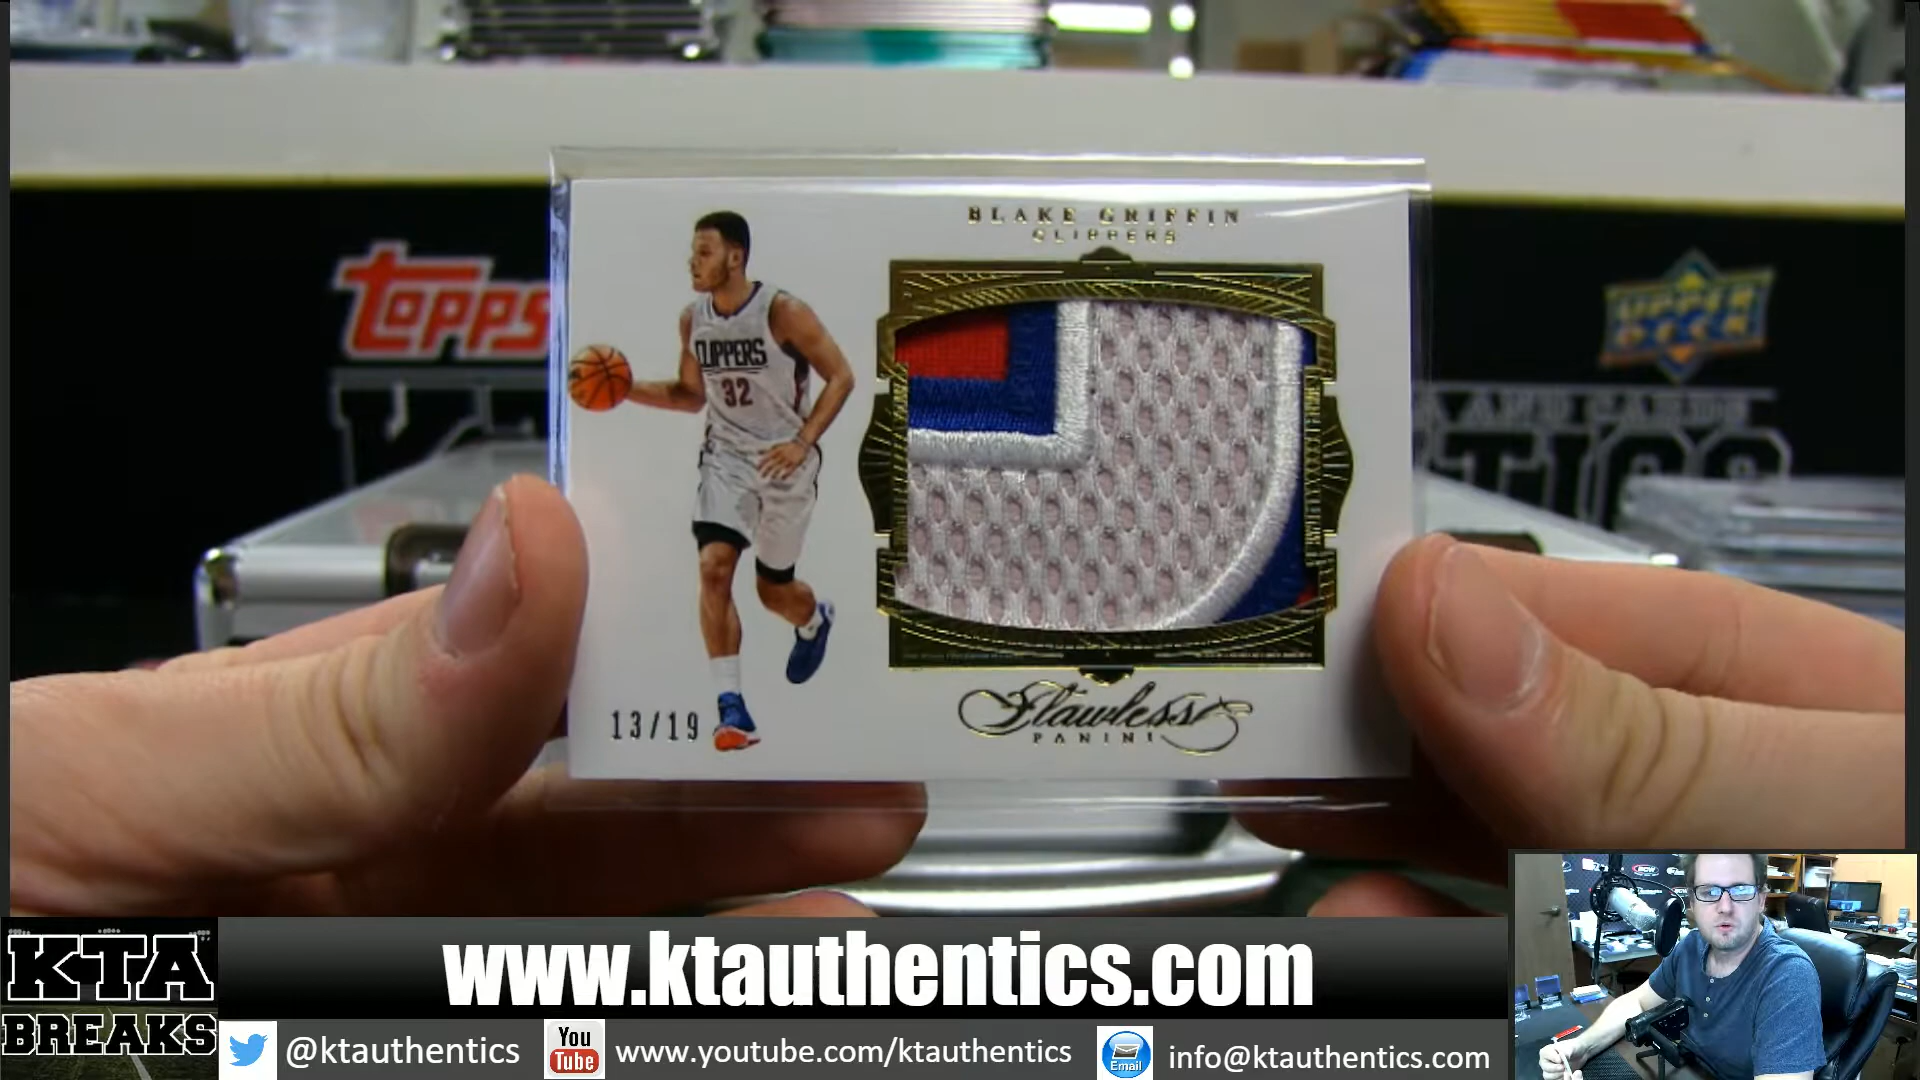 BLAKE GRIFFIN
CLIPPERS
TOPPS
UPPER DECK
CLIPPERS
32
13/19
Flawless
PANINI
KTA
BREAKS
www.ktauthentics.com
@ktauthentics
You
Tube
www.youtube.com/ktauthentics
Email
info@ktauthentics.com